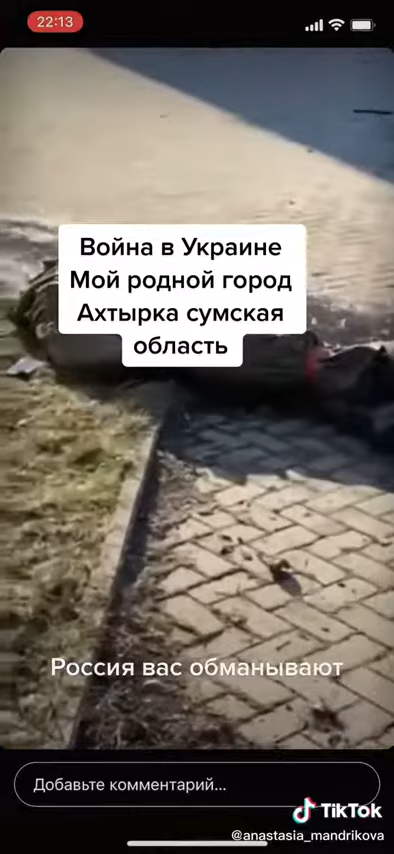 22:13
Война в Украине
Мой родной город
Ахтырка сумская
область
Россия вас обманывают
Добавьте комментарий...
TikTok
@anastasia_mandrikova